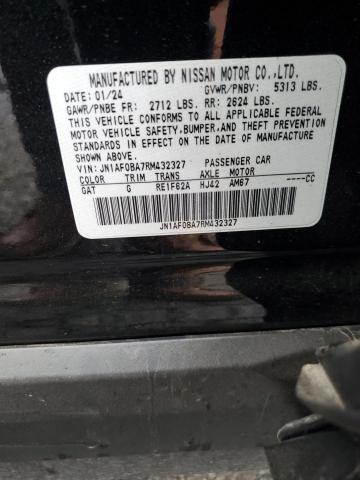 MANUFACTURED BY NISSAN MOTOR CO.,LTD.
DATE: 01/24 GVWR/PNBV: 5313 LBS.
GAWR/PNBE FR: 2712 LBS. RR: 2624 LBS.
THIS VEHICLE CONFORMS TO ALL APPLICABLE FEDERAL
MOTOR VEHICLE SAFETY, BUMPER, AND THEFT PREVENTION
STANDARDS IN EFFECT ON THE DATE OF MANUFACTURE
SHOWN ABOVE.
VIN: JN1AF0BA7RM432327 PASSENGER CAR
COLOR TRIM TRANS AXLE MOTOR
GAT G RE1F62A HJ42 AM67 ----CC
JN1AF0BA7RM432327